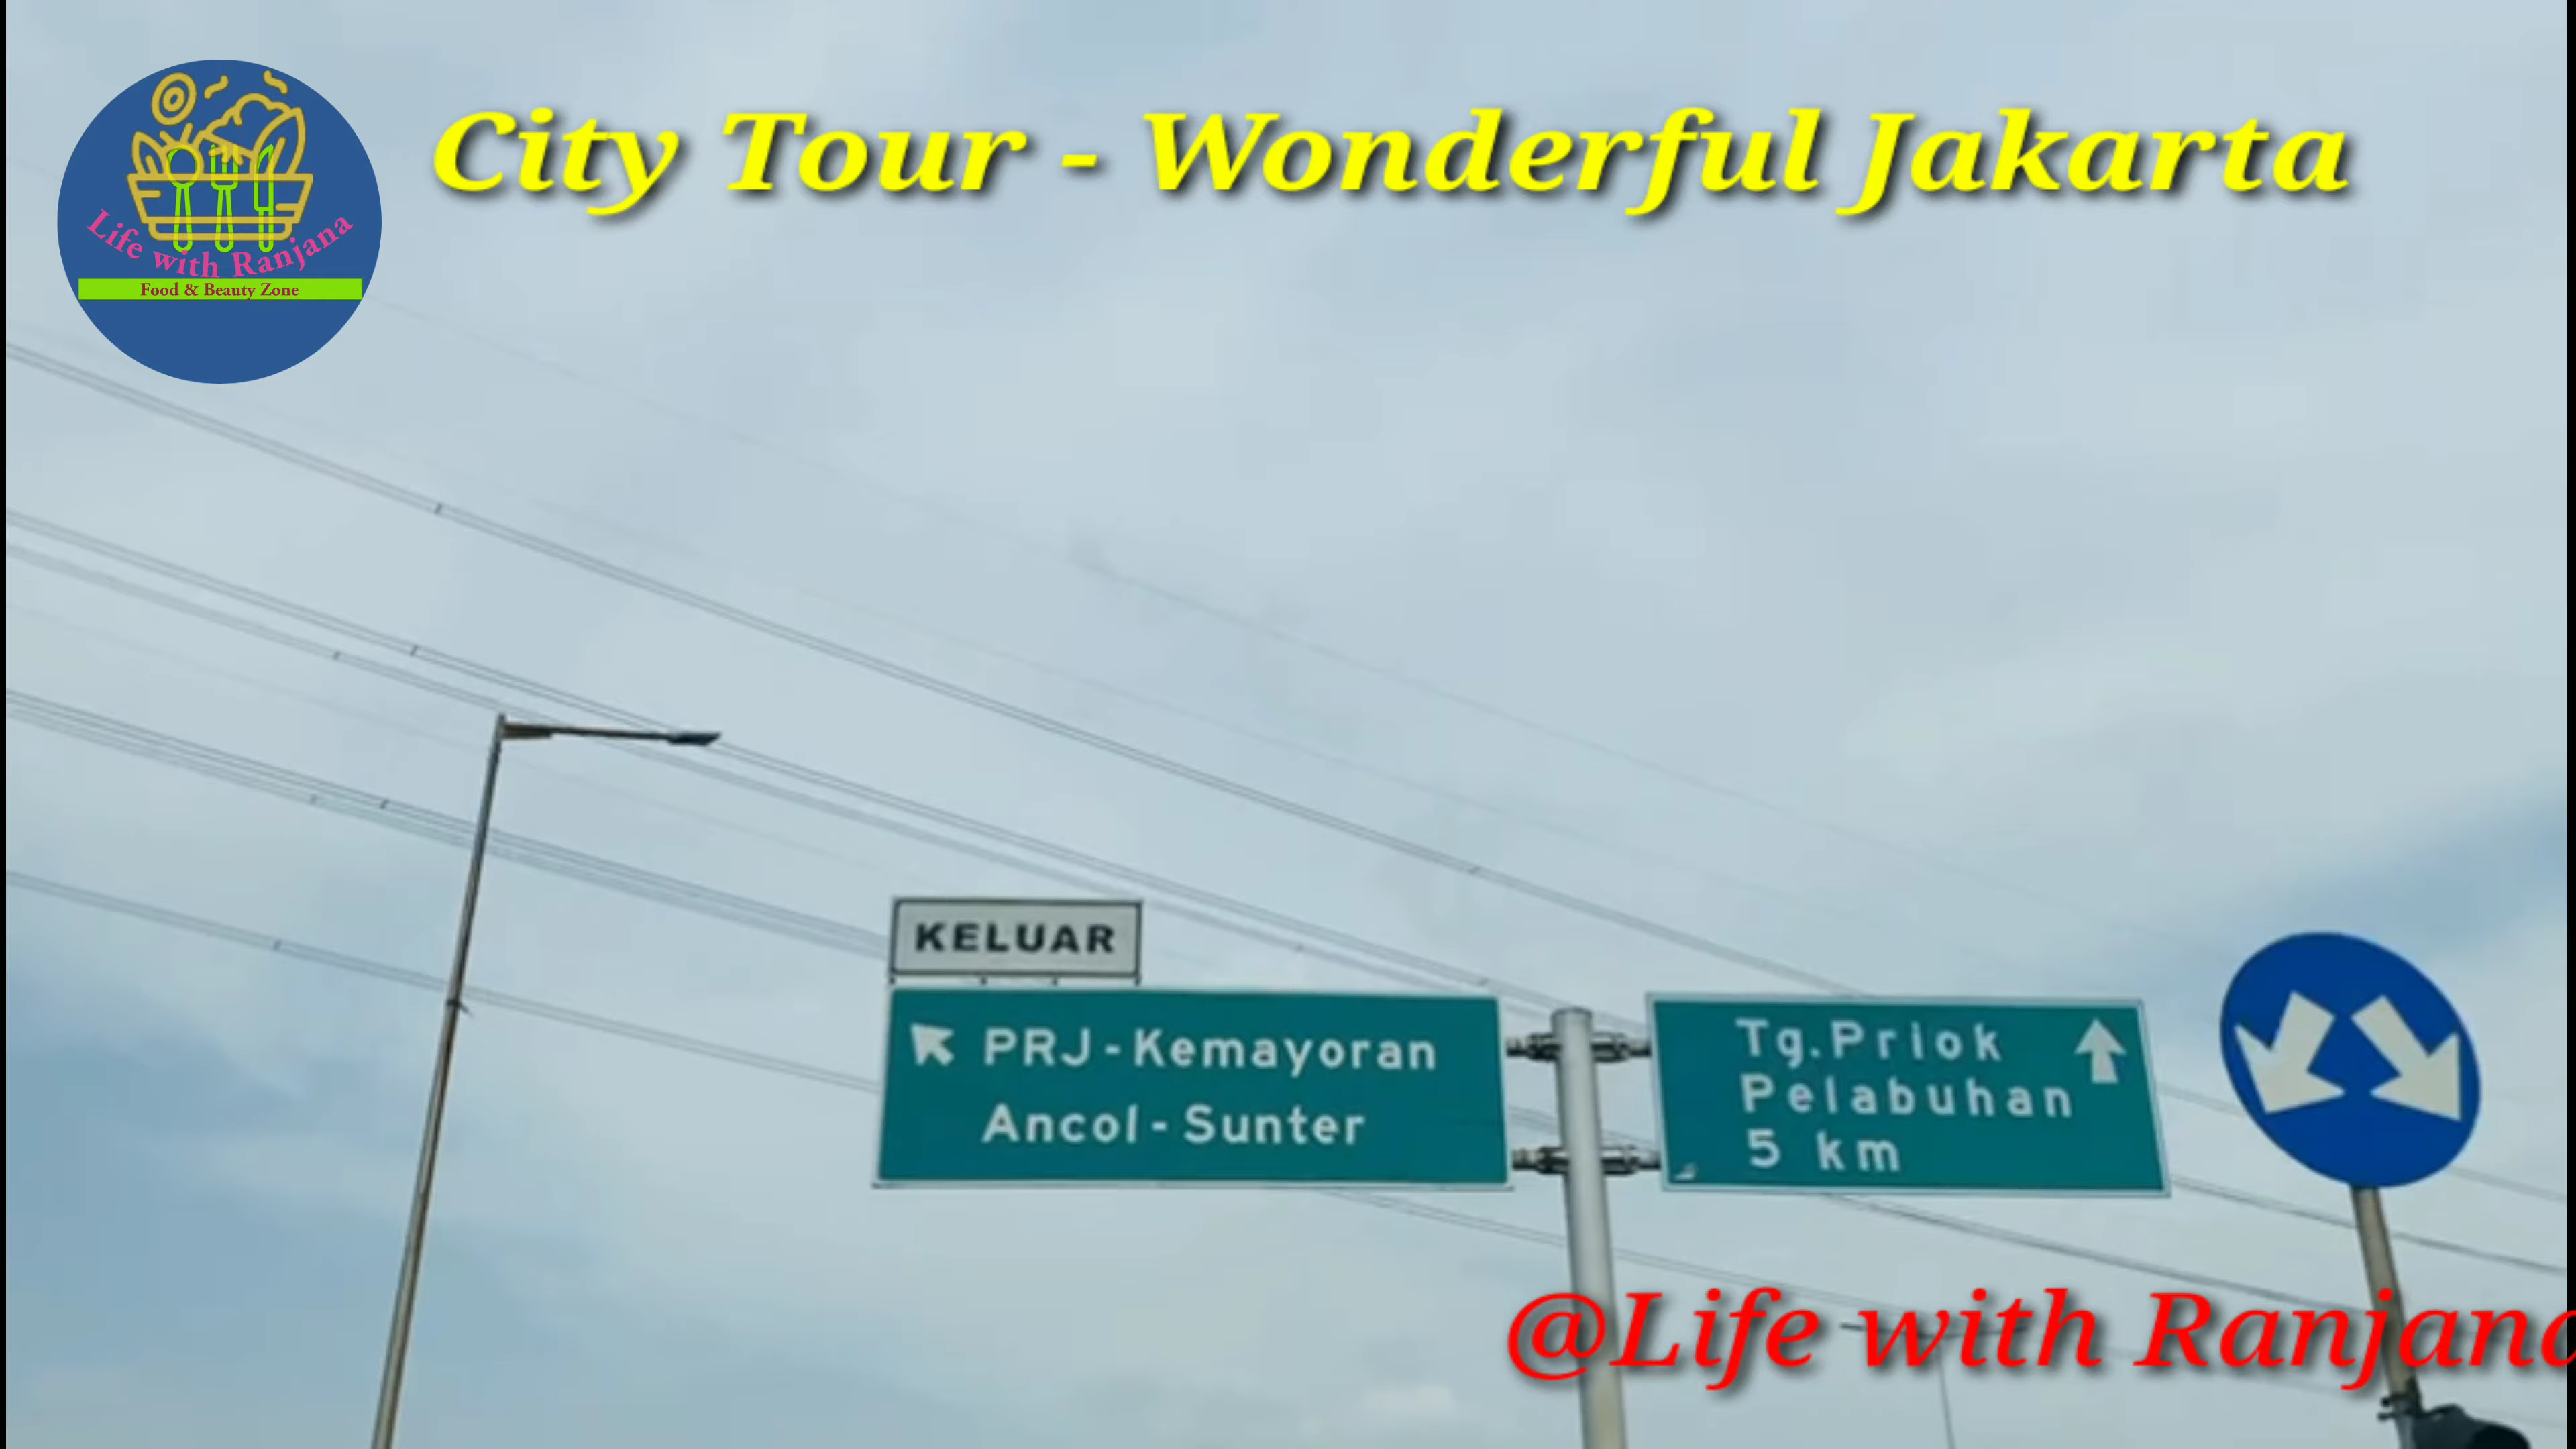 City Tour - Wonderful Jakarta
Life with Ranjana
Food & Beauty Zone
KELUAR
PRJ-Kemayoran
Ancol-Sunter
Tg.Priok
Pelabuhan
5 km
@Life with Ranjana